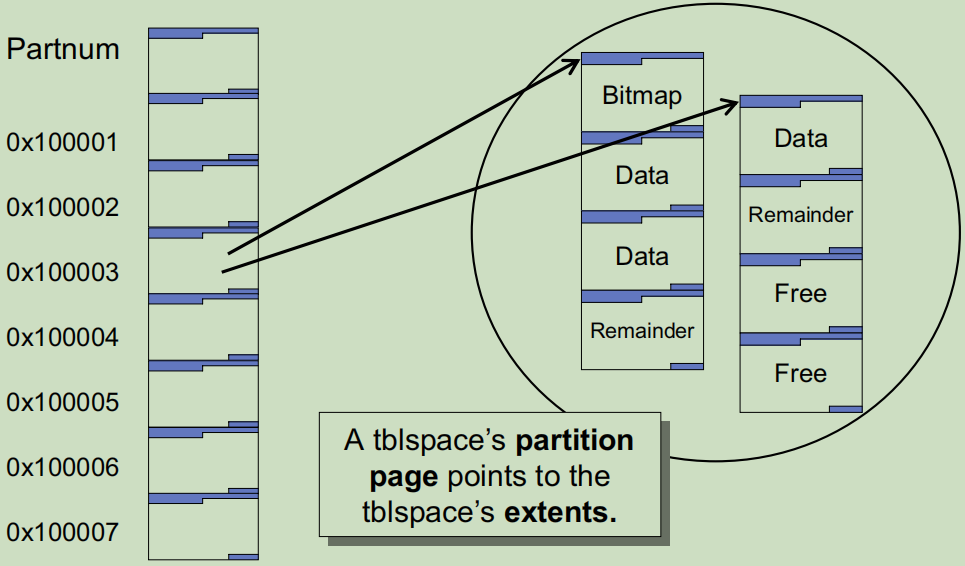 Partnum
0x100001
0x100002
0x100003
0x100004
0x100005
0x100006
0x100007
Bitmap
Data
Data
Remainder
Data
Remainder
Free
Free
A tblspace's partition
page points to the
tblspace's extents.